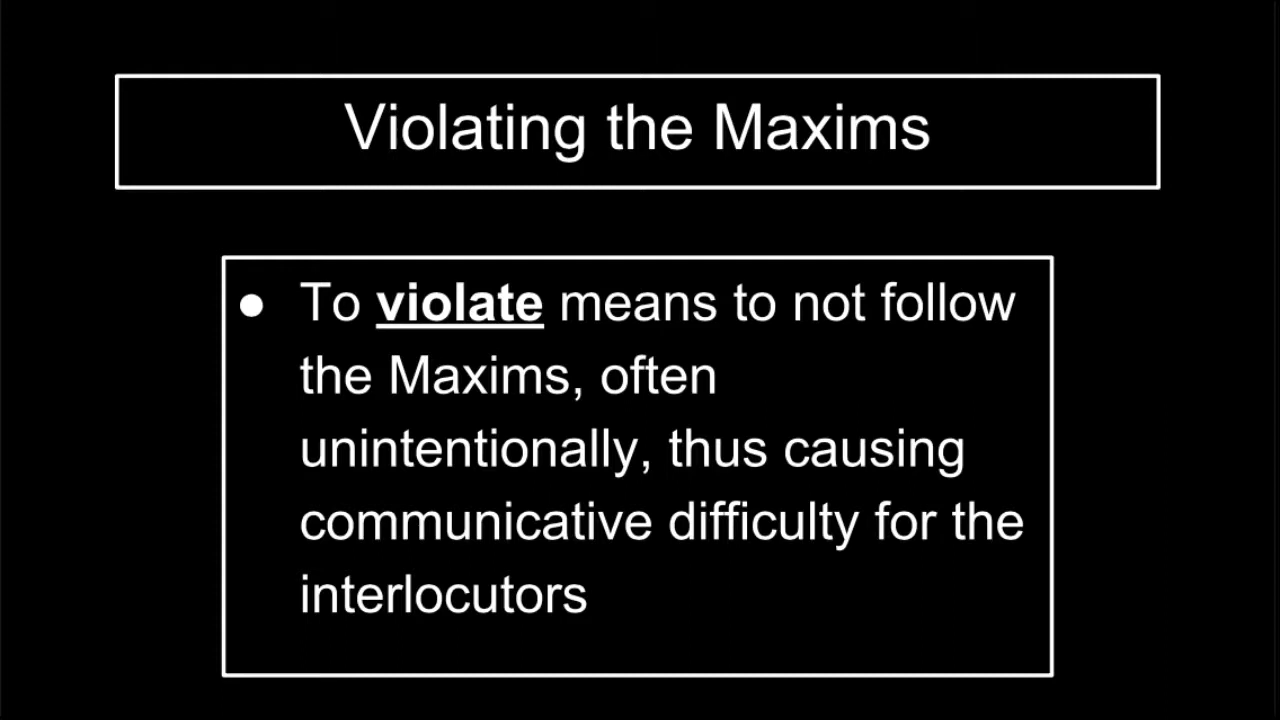 Violating the Maxims
● To violate means to not follow
the Maxims, often
unintentionally, thus causing
communicative difficulty for the
interlocutors